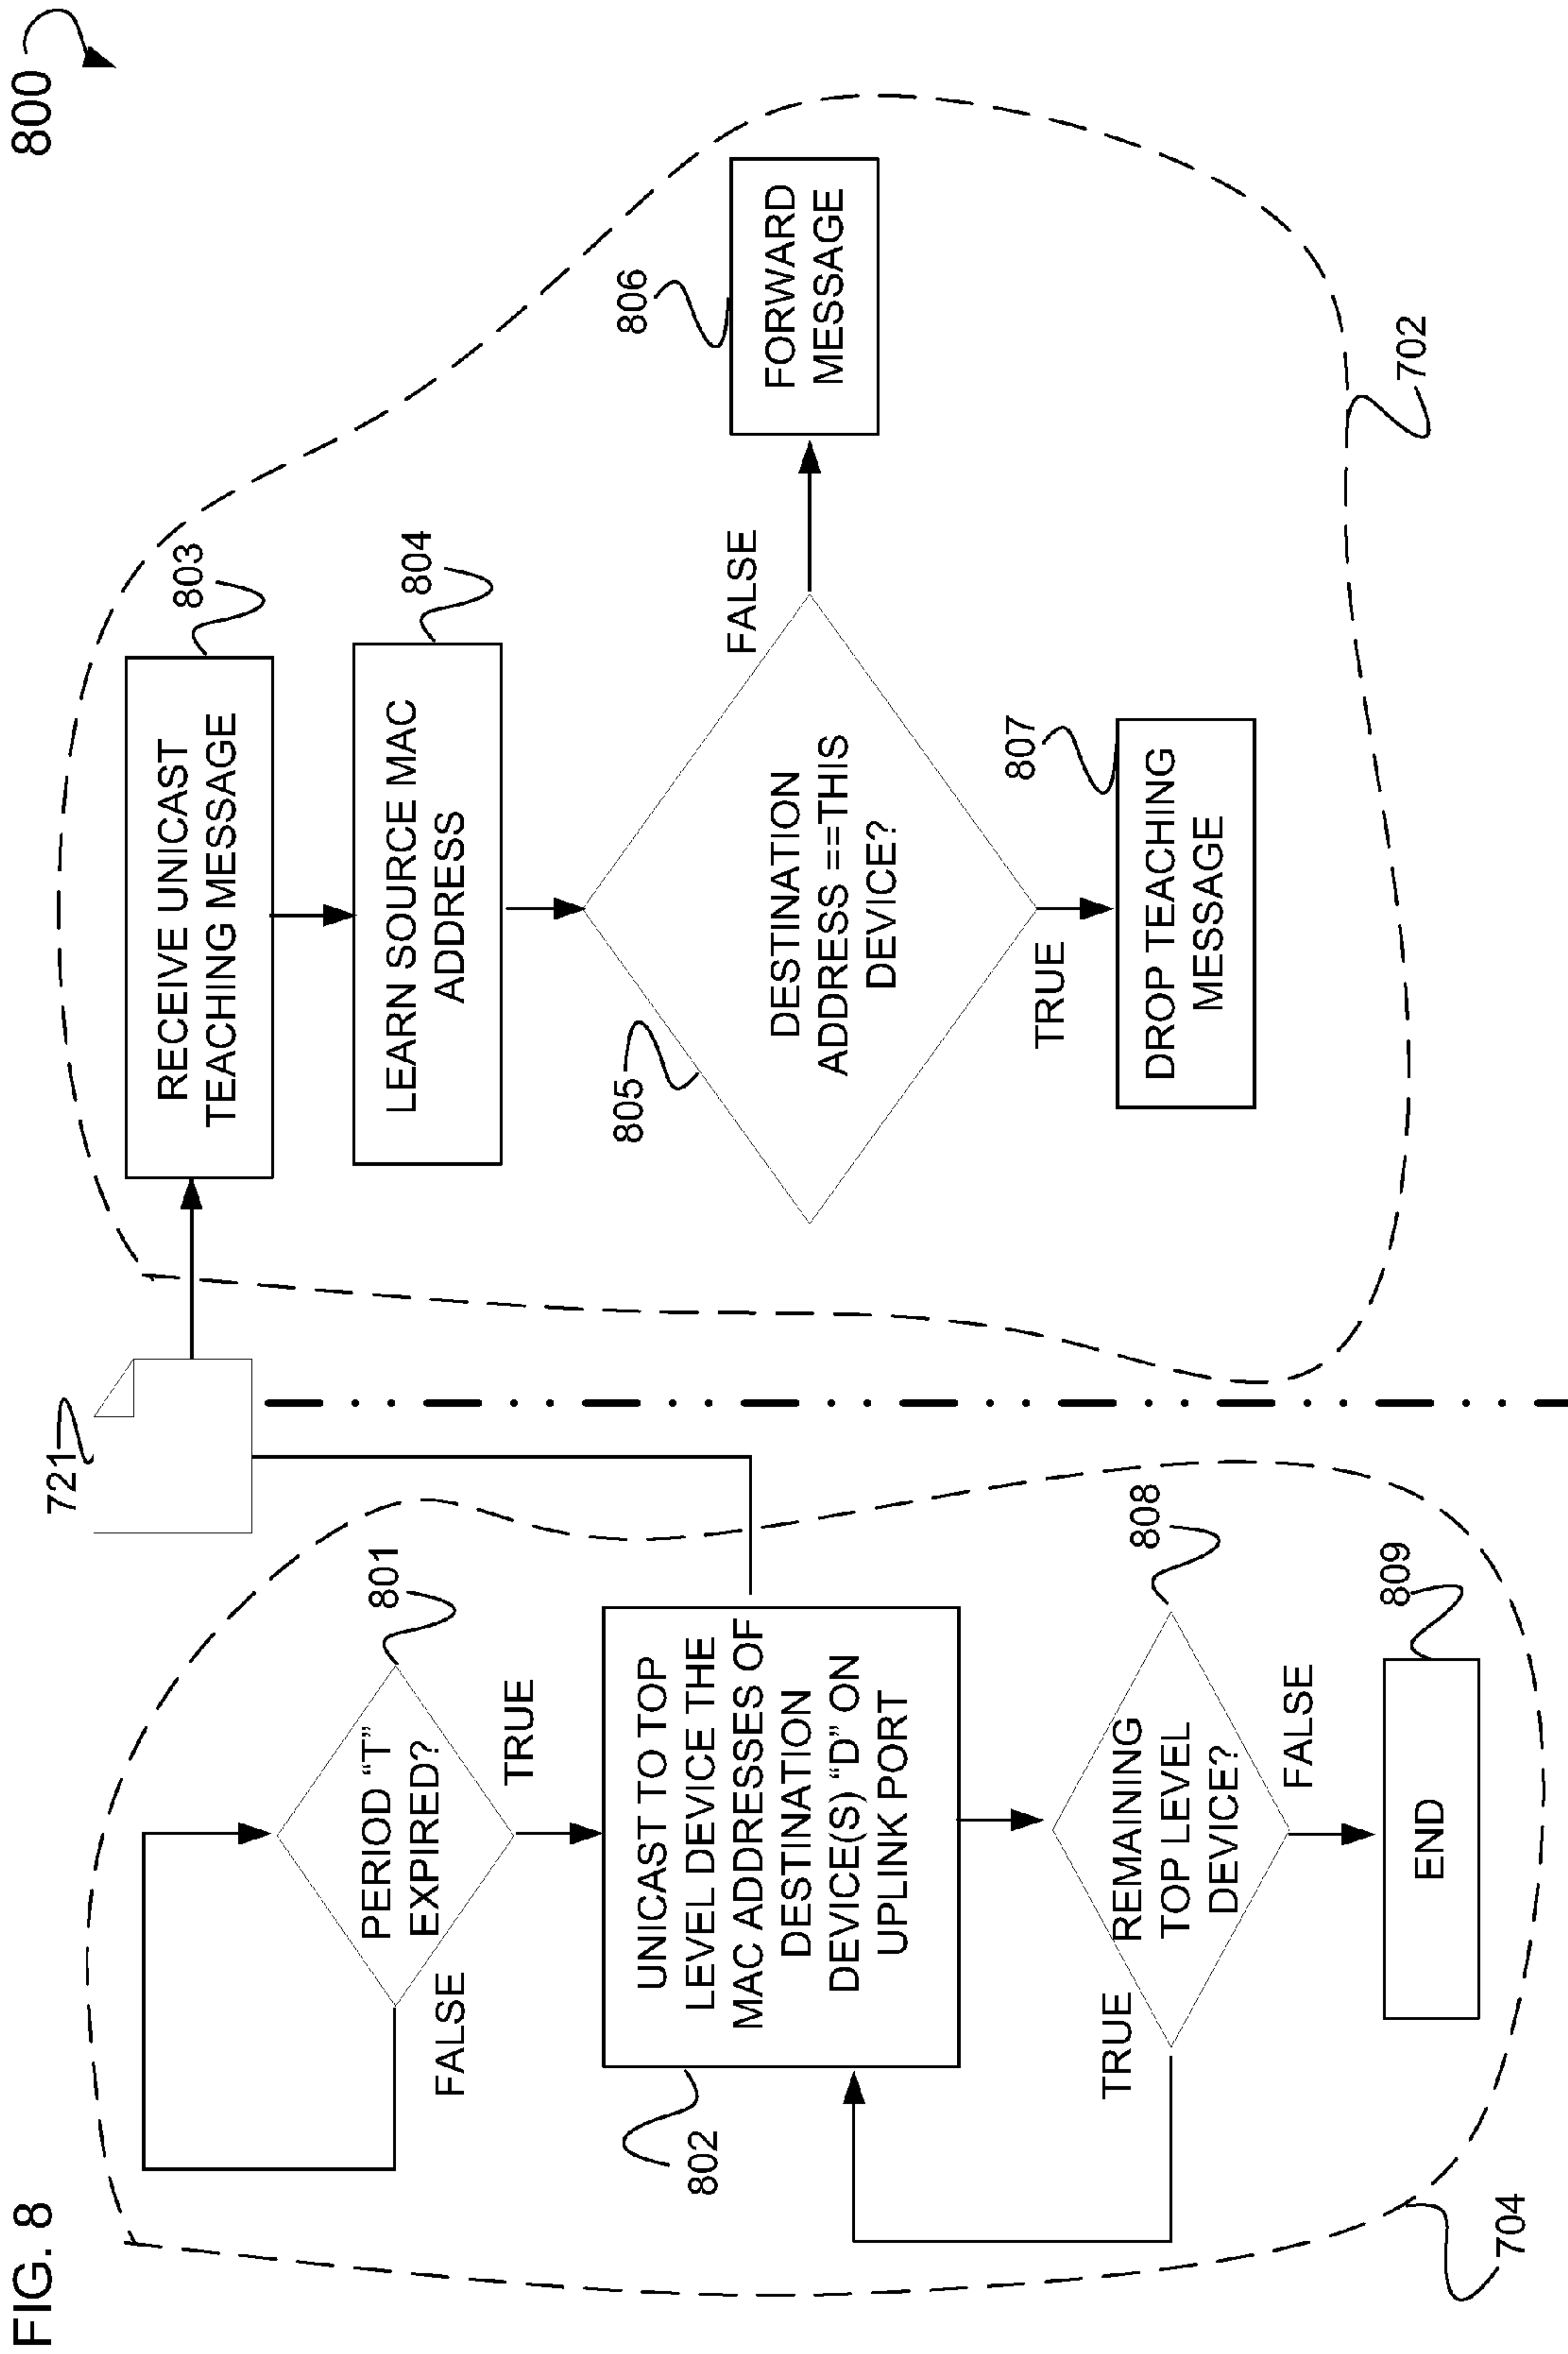 FIG. 8
800
721
801
PERIOD “T”
EXPIRED?
FALSE
TRUE
802
UNICAST TO TOP
LEVEL DEVICE THE
MAC ADDRESSES OF
DESTINATION
DEVICE(S) “D” ON
UPLINK PORT
808
REMAINING
TOP LEVEL
DEVICE?
TRUE
FALSE
809
END
704
803
RECEIVE UNICAST
TEACHING MESSAGE
804
LEARN SOURCE MAC
ADDRESS
805
DESTINATION
ADDRESS ==THIS
DEVICE?
FALSE
806
FORWARD
MESSAGE
TRUE
807
DROP TEACHING
MESSAGE
702